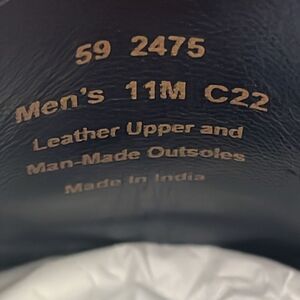 59 2475
Men's 11M C22
Leather Upper and
Man-Made Outsoles
Made in India